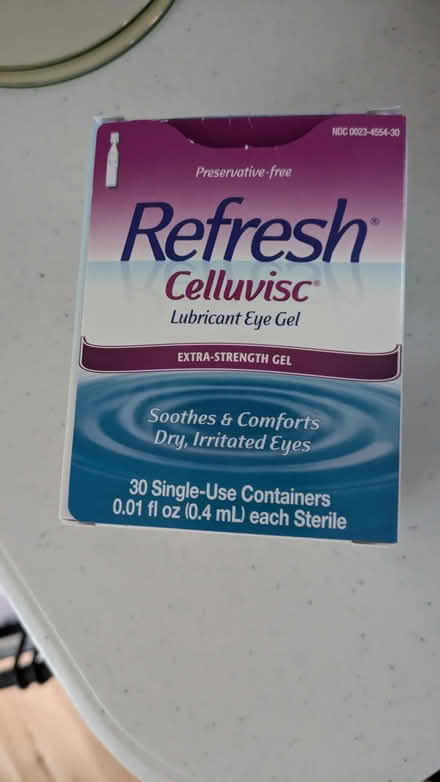 NDC 0023-4554-30
Preservative-free
Refresh®
Celluvisc®
Lubricant Eye Gel
EXTRA-STRENGTH GEL
Soothes & Comforts
Dry, Irritated Eyes
30 Single-Use Containers
0.01 fl oz (0.4 mL) each Sterile